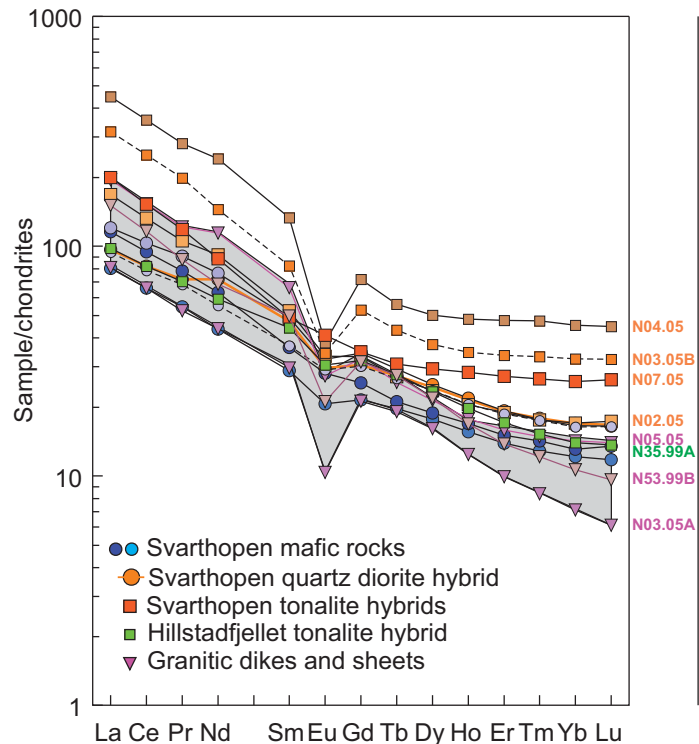 1000
100
10
1
Sample/chondrites
N04.05
N03.05B
N07.05
N02.05
N05.05
N35.99A
N53.99B
N03.05A
Svarthopen mafic rocks
Svarthopen quartz diorite hybrid
Svarthopen tonalite hybrids
Hillstadfjellet tonalite hybrid
Granitic dikes and sheets
La Ce Pr Nd Sm Eu Gd Tb Dy Ho Er Tm Yb Lu